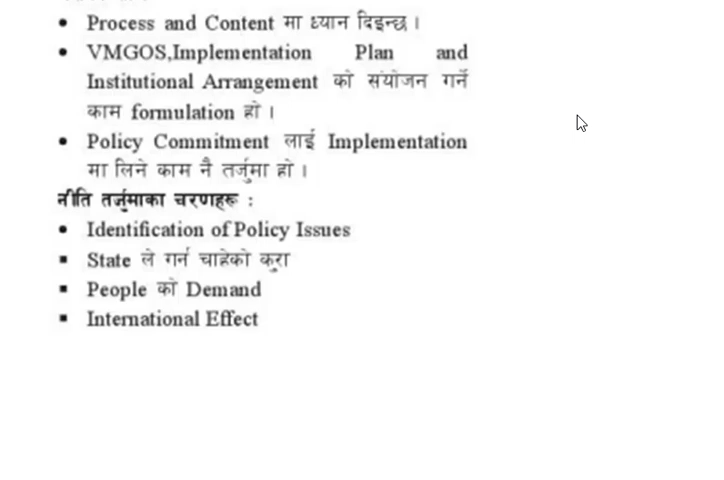 • Process and Content मा ध्यान दिइन्छ ।
• VMGOS,Implementation Plan and
Institutional Arrangement को संयोजन गर्ने
काम formulation हो ।
• Policy Commitment लाई Implementation
मा लिने काम नै तर्जुमा हो ।
नीति तर्जुमाका चरणहरू :
• Identification of Policy Issues
▪ State ले गर्न चाहेको कुरा
▪ People को Demand
▪ International Effect